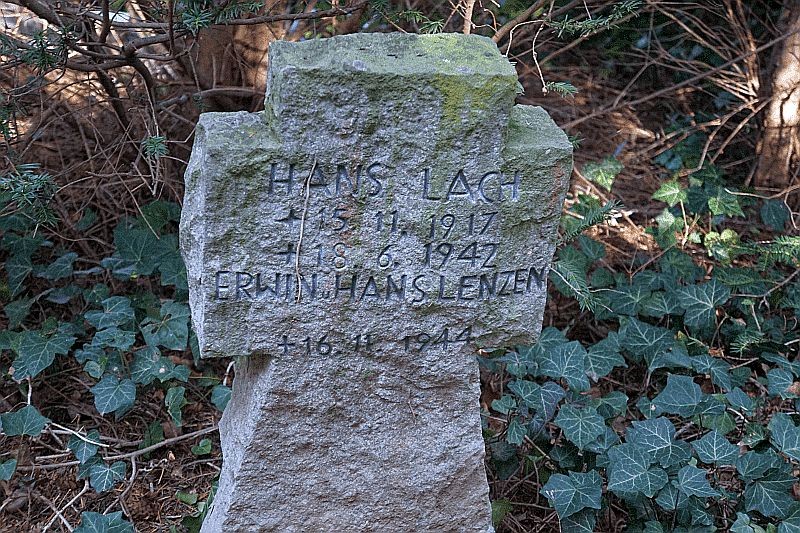 HANS LACH
+ 15. 11. 1917
+ 18. 6. 1942
ERWIN u. HANS LENZEN
+ 16. 11. 1944